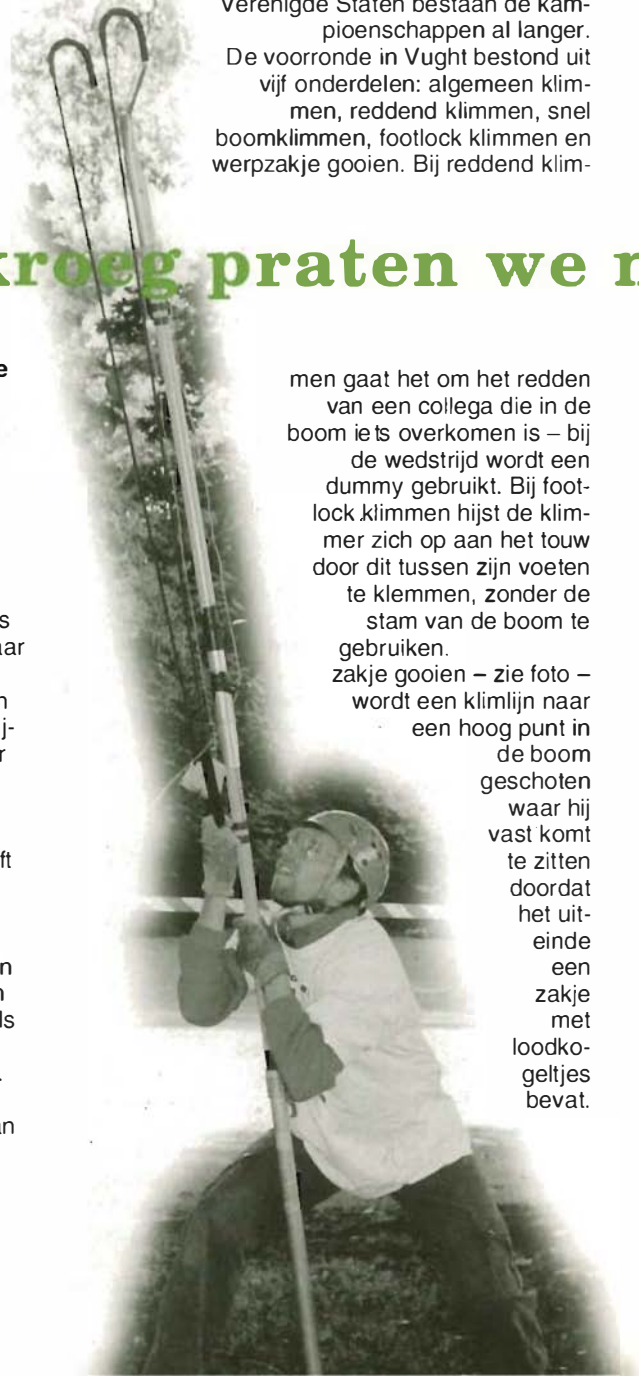 Verenigde Staten bestaan de kam-
pioenschappen al langer.
De voorronde in Vught bestond uit
vijf onderdelen: algemeen klim-
men, reddend klimmen, snel
boomklimmen, footlock klimmen en
werpzakje gooien. Bij reddend klim-
kroeg praten we n
e
s
aar
n
j-
r
ft
n
n
ls
.
an
men gaat het om het redden
van een collega die in de
boom iets overkomen is – bij
de wedstrijd wordt een
dummy gebruikt. Bij foot-
lock klimmen hijst de klim-
mer zich op aan het touw
door dit tussen zijn voeten
te klemmen, zonder de
stam van de boom te
gebruiken.
zakje gooien – zie foto –
wordt een klimlijn naar
een hoog punt in
de boom
geschoten
waar hij
vast komt
te zitten
doordat
het uit-
einde
een
zakje
met
loodko-
geltjes
bevat.